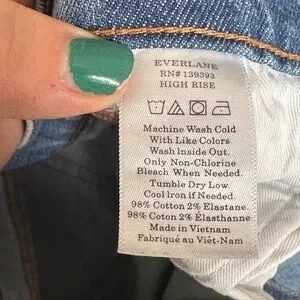 EVERLANE
RN# 139393
HIGH RISE
Machine Wash Cold
With Like Colors
Wash Inside Out.
Only Non-Chlorine
Bleach When Needed.
Tumble Dry Low.
Cool Iron if Needed.
98% Cotton 2% Elastane.
98% Cotton 2% Élasthanne
Made in Vietnam
Fabriqué au Viêt-Nam